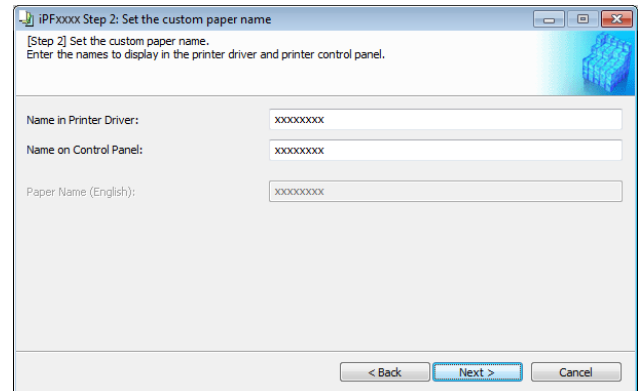 iPFxxxx Step 2: Set the custom paper name
[Step 2] Set the custom paper name.
Enter the names to display in the printer driver and printer control panel.
Name in Printer Driver: xxxxxxxx
Name on Control Panel: xxxxxxxx
Paper Name (English): xxxxxxxx
< Back Next > Cancel